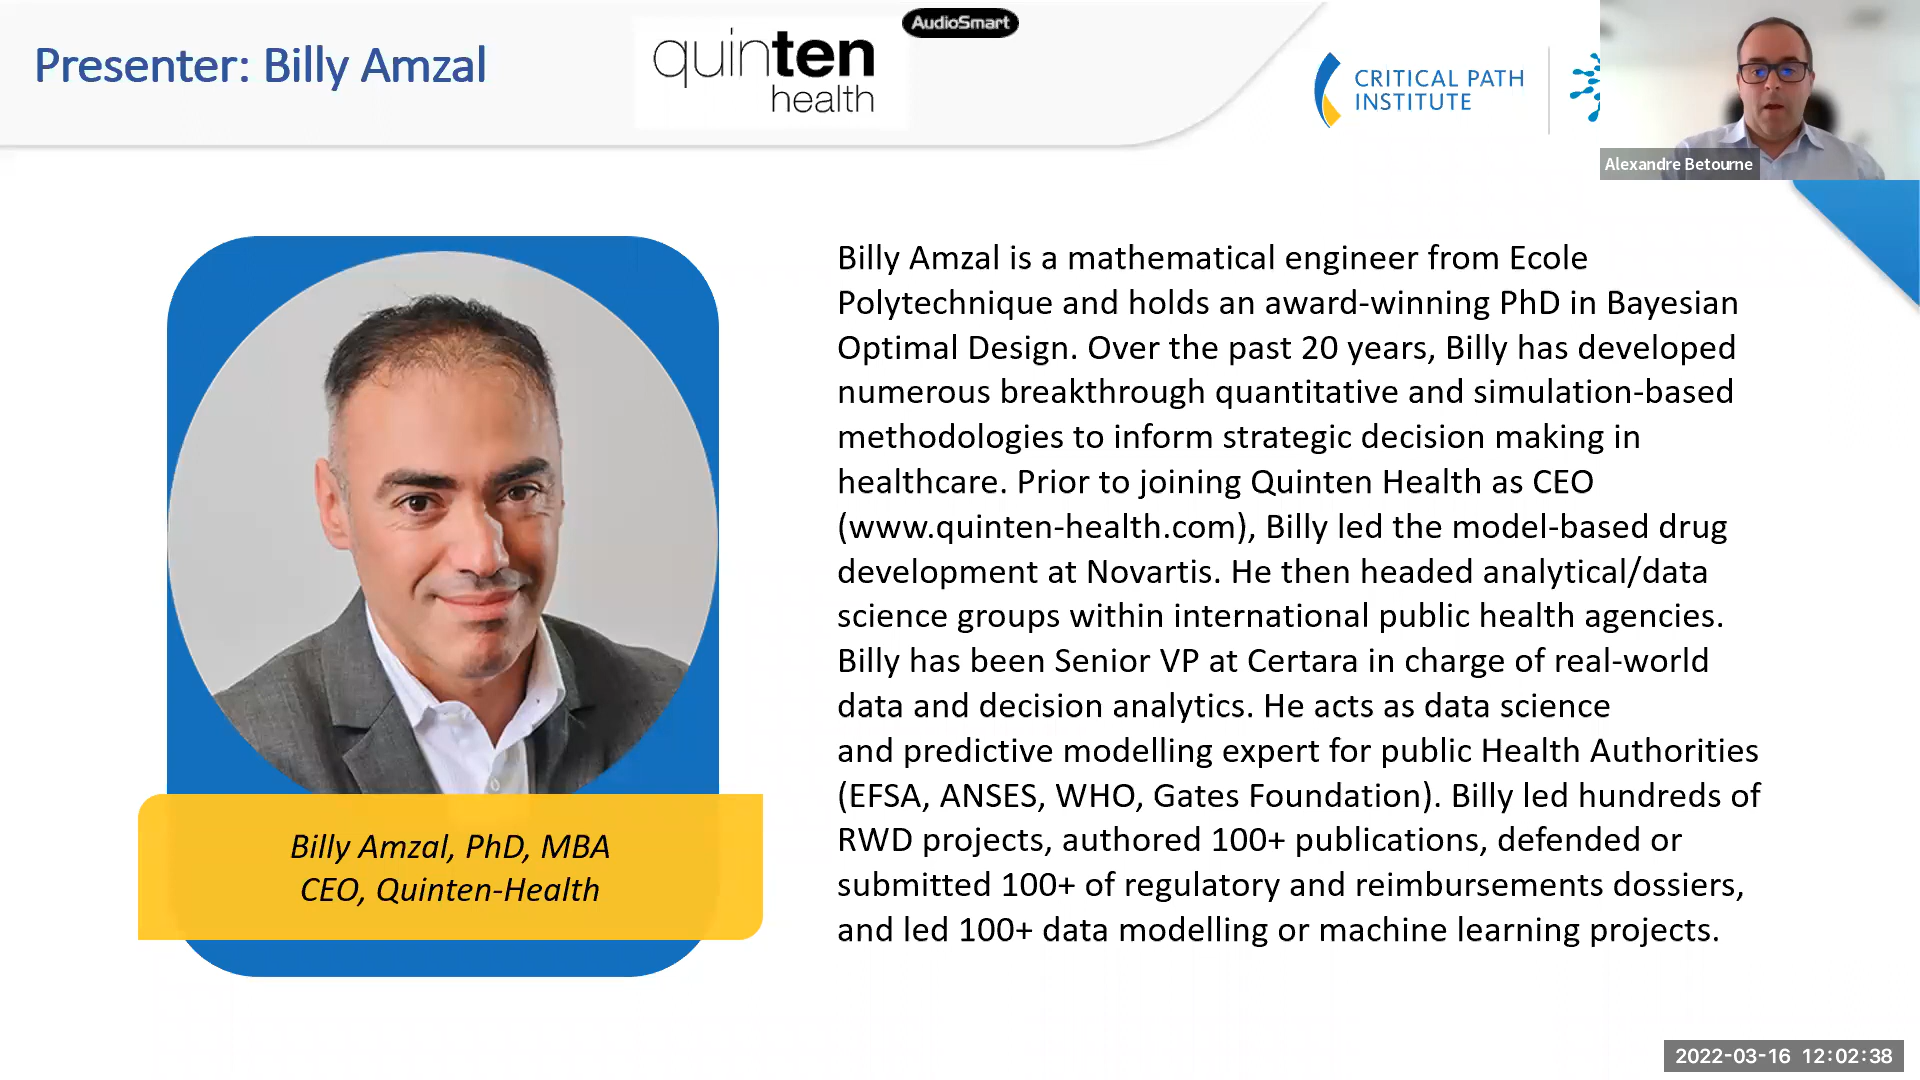 Presenter: Billy Amzal
quinten
health
AudioSmart
CRITICAL PATH
INSTITUTE
Alexandre Betourne
Billy Amzal is a mathematical engineer from Ecole
Polytechnique and holds an award-winning PhD in Bayesian
Optimal Design. Over the past 20 years, Billy has developed
numerous breakthrough quantitative and simulation-based
methodologies to inform strategic decision making in
healthcare. Prior to joining Quinten Health as CEO
(www.quinten-health.com), Billy led the model-based drug
development at Novartis. He then headed analytical/data
science groups within international public health agencies.
Billy has been Senior VP at Certara in charge of real-world
data and decision analytics. He acts as data science
and predictive modelling expert for public Health Authorities
(EFSA, ANSES, WHO, Gates Foundation). Billy led hundreds of
RWD projects, authored 100+ publications, defended or
submitted 100+ of regulatory and reimbursements dossiers,
and led 100+ data modelling or machine learning projects.
Billy Amzal, PhD, MBA
CEO, Quinten-Health
2022-03-16 12:02:38